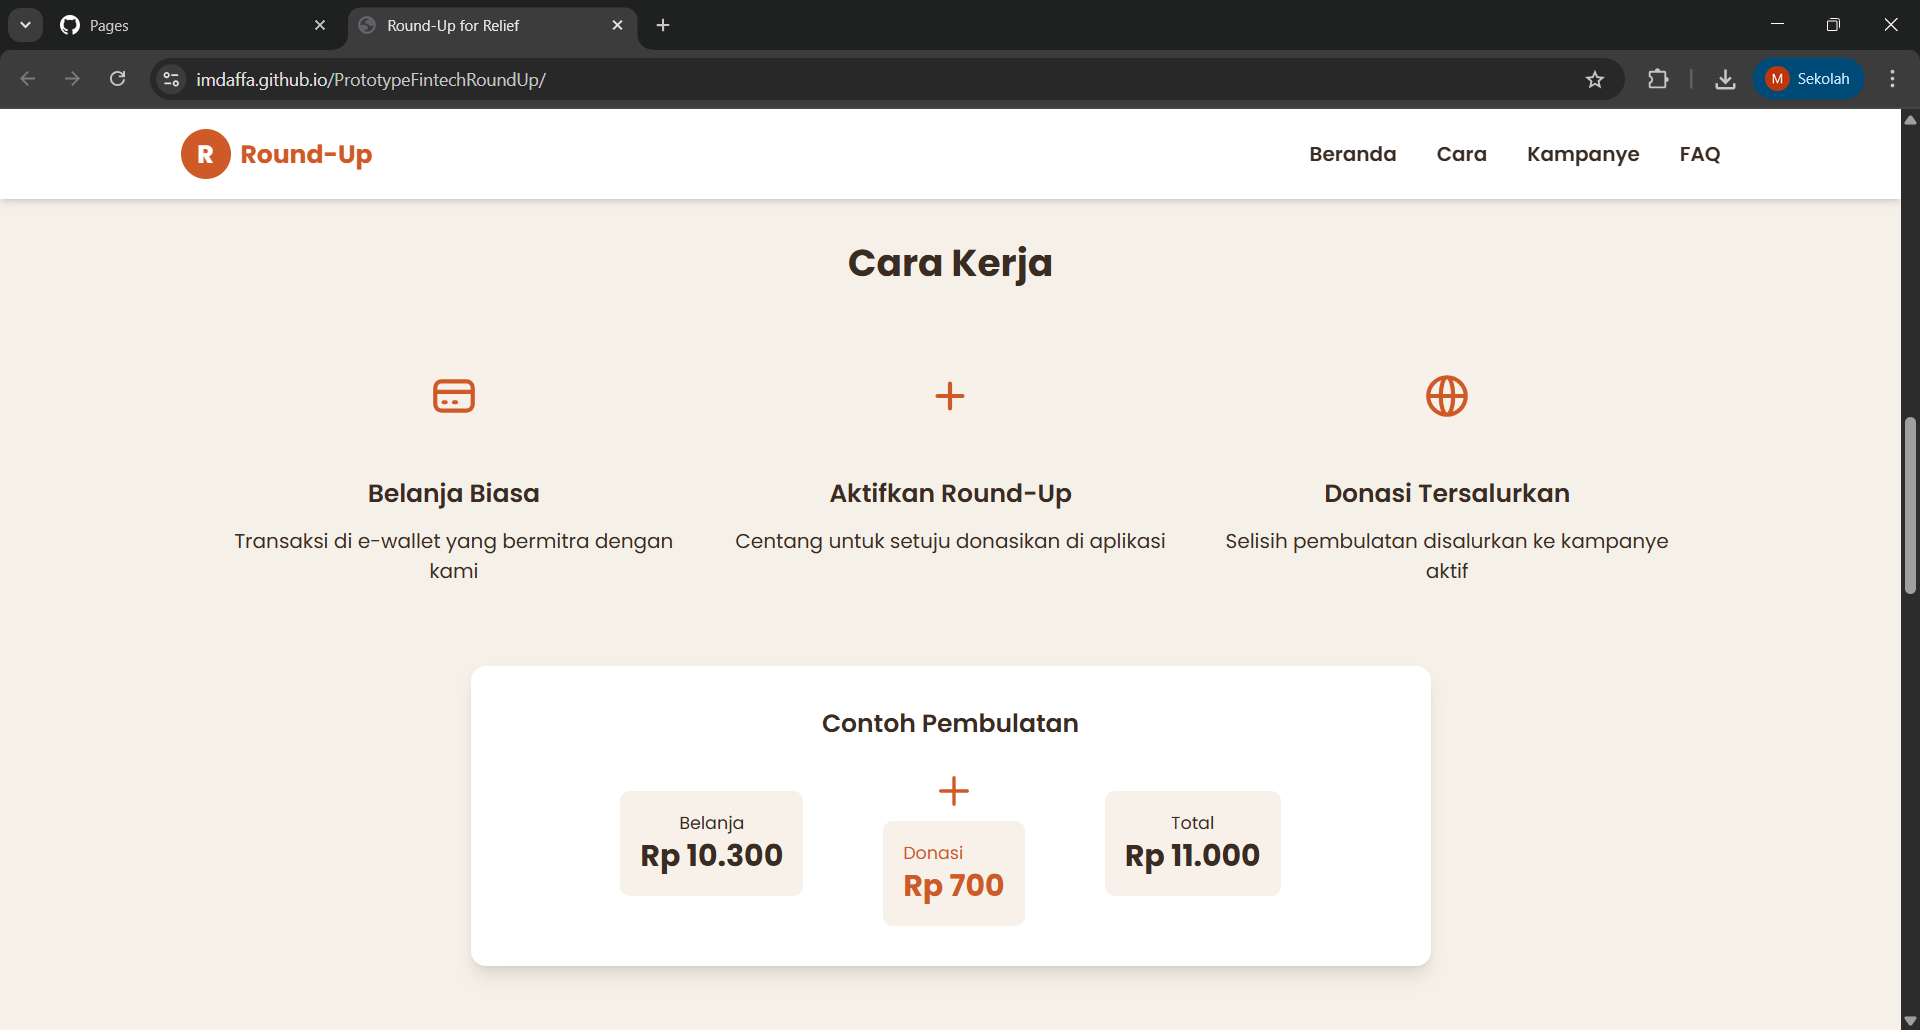 Pages
Round-Up for Relief
imdaffa.github.io/PrototypeFintechRoundUp/
M Sekolah
R Round-Up
Beranda Cara Kampanye FAQ
Cara Kerja
Belanja Biasa
Transaksi di e-wallet yang bermitra dengan
kami
Aktifkan Round-Up
Centang untuk setuju donasikan di aplikasi
Donasi Tersalurkan
Selisih pembulatan disalurkan ke kampanye
aktif
Contoh Pembulatan
Belanja
Rp 10.300
Donasi
Rp 700
Total
Rp 11.000